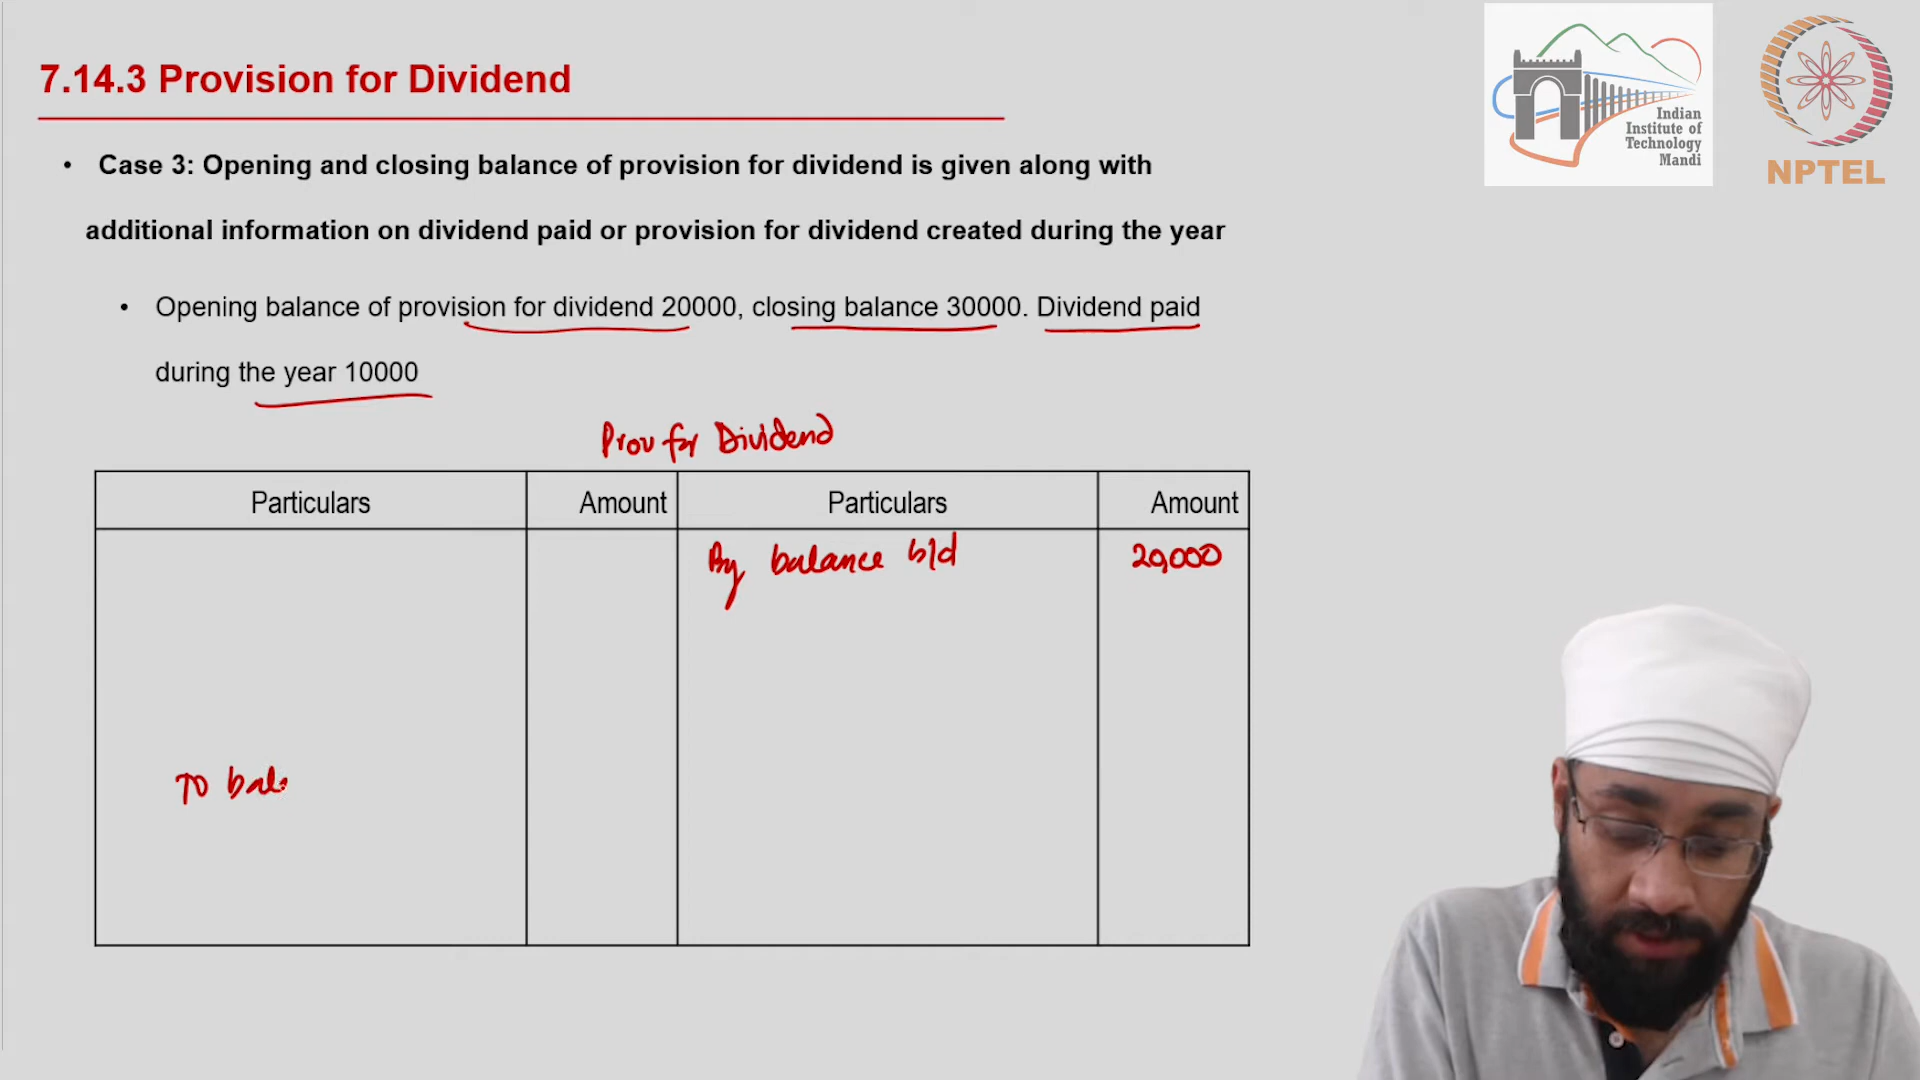 7.14.3 Provision for Dividend
Indian
Institute of
Technology
Mandi
NPTEL
• Case 3: Opening and closing balance of provision for dividend is given along with
additional information on dividend paid or provision for dividend created during the year
• Opening balance of provision for dividend 20000, closing balance 30000. Dividend paid
during the year 10000
Prov for Dividend
Particulars Amount Particulars Amount
By balance b/d 20,000
To bala